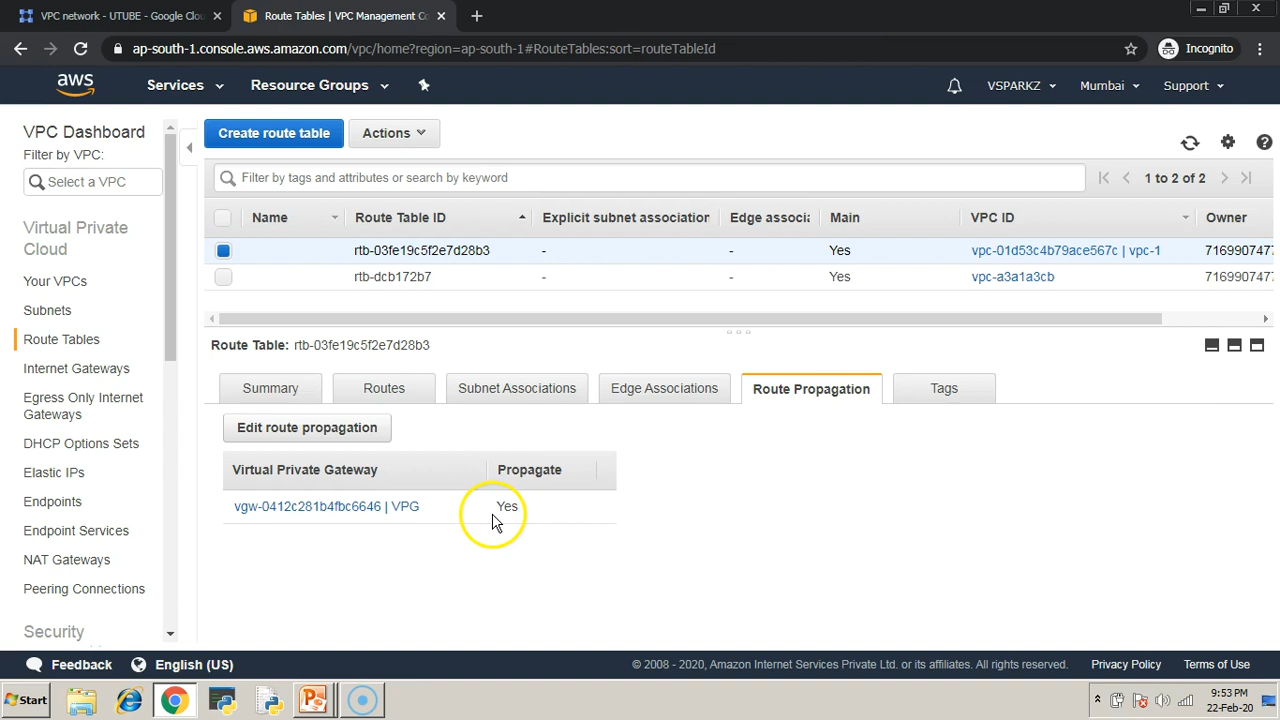 VPC network - UTUBE - Google Clou
Route Tables | VPC Management Co
ap-south-1.console.aws.amazon.com/vpc/home?region=ap-south-1#RouteTables:sort=routeTableId
Incognito
aws
Services
Resource Groups
VSPARKZ
Mumbai
Support
VPC Dashboard
Filter by VPC:
Select a VPC
Virtual Private
Cloud
Your VPCs
Subnets
Route Tables
Internet Gateways
Egress Only Internet
Gateways
DHCP Options Sets
Elastic IPs
Endpoints
Endpoint Services
NAT Gateways
Peering Connections
Security
Create route table
Actions
Filter by tags and attributes or search by keyword
1 to 2 of 2
Name Route Table ID Explicit subnet association Edge associ Main VPC ID Owner
rtb-03fe19c5f2e7d28b3 - - Yes vpc-01d53c4b79ace567c | vpc-1 7169907477
rtb-dcb172b7 - - Yes vpc-a3a1a3cb 7169907477
Route Table: rtb-03fe19c5f2e7d28b3
Summary Routes Subnet Associations Edge Associations Route Propagation Tags
Edit route propagation
Virtual Private Gateway Propagate
vgw-0412c281b4fbc6646 | VPG Yes
Feedback
English (US)
© 2008 - 2020, Amazon Internet Services Private Ltd. or its affiliates. All rights reserved.
Privacy Policy
Terms of Use
Start
9:53 PM
22-Feb-20